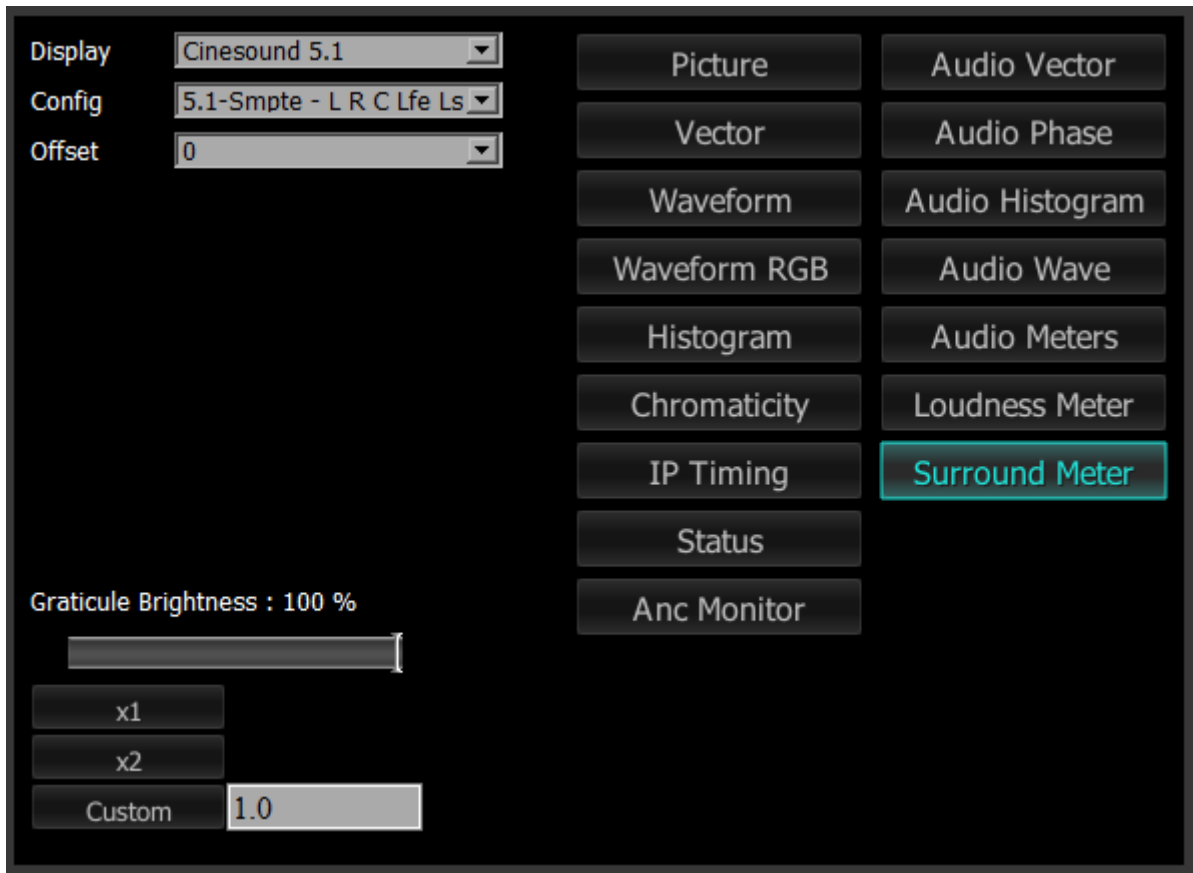 Display Cinesound 5.1
Config 5.1-Smpte - L R C Lfe Ls
Offset 0
Graticule Brightness : 100 %
x1
x2
Custom 1.0
Picture
Vector
Waveform
Waveform RGB
Histogram
Chromaticity
IP Timing
Status
Anc Monitor
Audio Vector
Audio Phase
Audio Histogram
Audio Wave
Audio Meters
Loudness Meter
Surround Meter